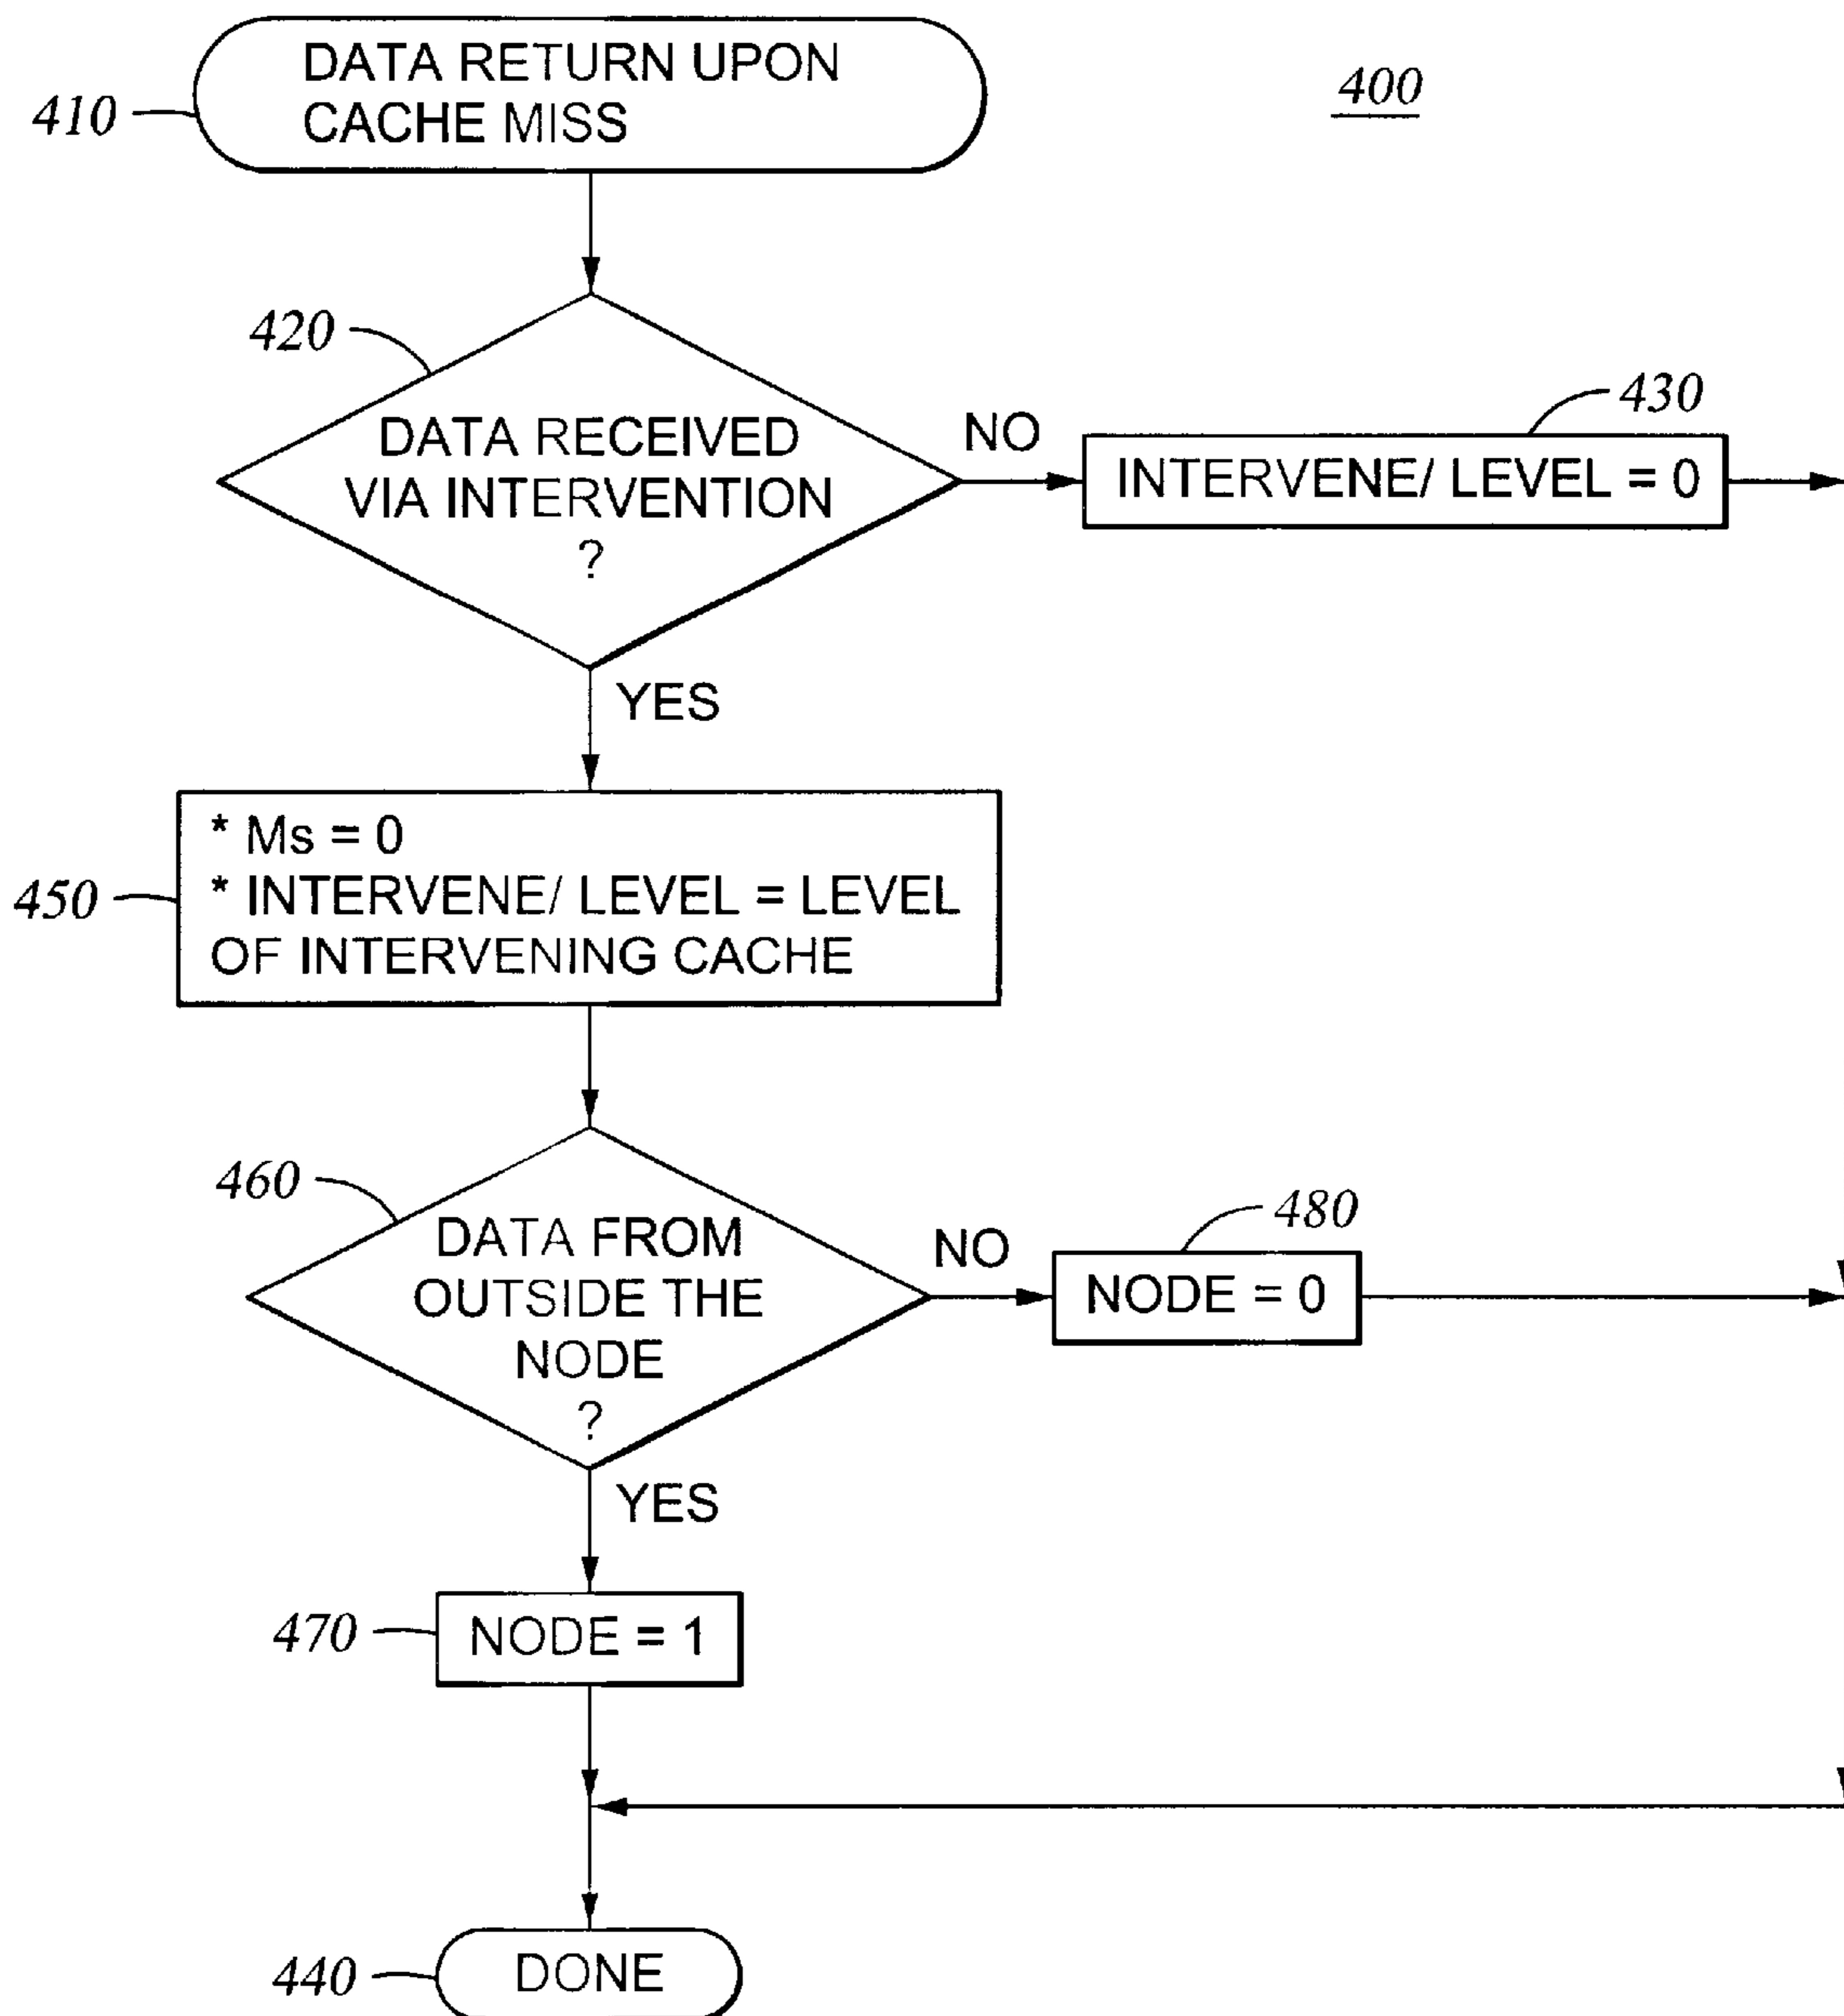 DATA RETURN UPON
CACHE MISS
410
400
420
DATA RECEIVED
VIA INTERVENTION
?
NO
430
INTERVENE/ LEVEL = 0
YES
450
* Ms = 0
* INTERVENE/ LEVEL = LEVEL
OF INTERVENING CACHE
460
DATA FROM
OUTSIDE THE
NODE
?
NO
480
NODE = 0
YES
470
NODE = 1
440
DONE